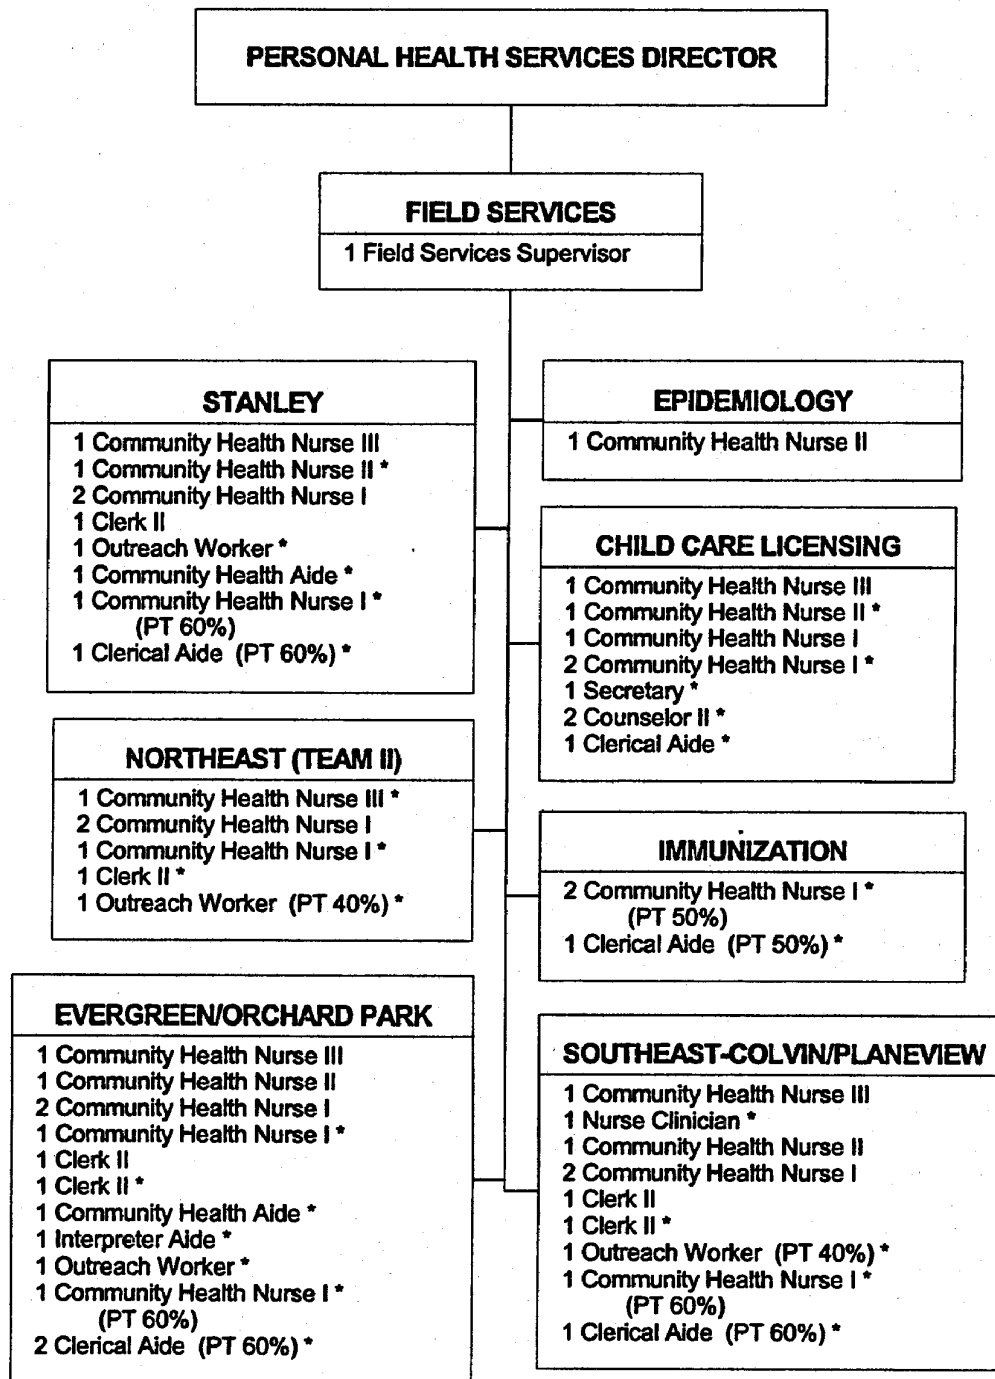 PERSONAL HEALTH SERVICES DIRECTOR
FIELD SERVICES
1 Field Services Supervisor
STANLEY
1 Community Health Nurse III
1 Community Health Nurse II *
2 Community Health Nurse I
1 Clerk II
1 Outreach Worker *
1 Community Health Aide *
1 Community Health Nurse I *
(PT 60%)
1 Clerical Aide (PT 60%) *
NORTHEAST (TEAM II)
1 Community Health Nurse III *
2 Community Health Nurse I
1 Community Health Nurse I *
1 Clerk II *
1 Outreach Worker (PT 40%) *
EVERGREEN/ORCHARD PARK
1 Community Health Nurse III
1 Community Health Nurse II
2 Community Health Nurse I
1 Community Health Nurse I *
1 Clerk II
1 Clerk II *
1 Community Health Aide *
1 Interpreter Aide *
1 Outreach Worker *
1 Community Health Nurse I *
(PT 60%)
2 Clerical Aide (PT 60%) *
EPIDEMIOLOGY
1 Community Health Nurse II
CHILD CARE LICENSING
1 Community Health Nurse III
1 Community Health Nurse II *
1 Community Health Nurse I
2 Community Health Nurse I *
1 Secretary *
2 Counselor II *
1 Clerical Aide *
IMMUNIZATION
2 Community Health Nurse I *
(PT 50%)
1 Clerical Aide (PT 50%) *
SOUTHEAST-COLVIN/PLANEVIEW
1 Community Health Nurse III
1 Nurse Clinician *
1 Community Health Nurse II
2 Community Health Nurse I
1 Clerk II
1 Clerk II *
1 Outreach Worker (PT 40%) *
1 Community Health Nurse I *
(PT 60%)
1 Clerical Aide (PT 60%) *